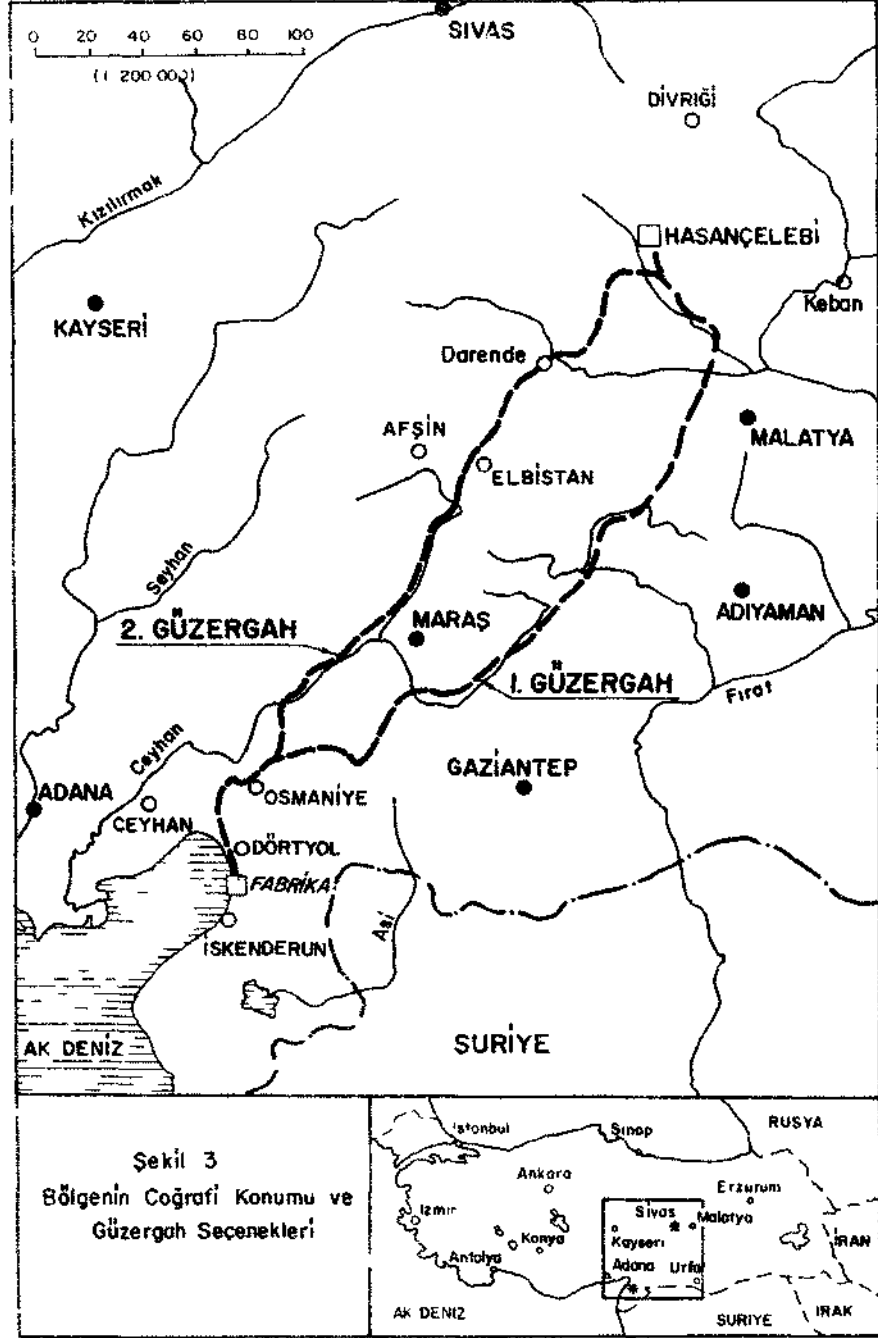 0 20 40 60 80 100
(1 200 000)
SIVAS
DİVRİĞİ
Kızılırmak
HASANÇELEBİ
KAYSERİ
Keban
Darende
AFŞİN
MALATYA
ELBİSTAN
Seyhan
2. GÜZERGAH
MARAŞ
ADIYAMAN
1. GÜZERGAH
Fırat
Ceyhan
ADANA
GAZİANTEP
OSMANİYE
CEYHAN
DÖRTYOL
FABRİKA
İSKENDERUN
Asi
AK DENİZ
SURİYE
Şekil 3
Bölgenin Coğrafi Konumu ve
Güzergah Seçenekleri
İstonbul
Sinop
RUSYA
Ankara
Erzurum
İzmir
Sivas
Malatya
Kayseri
Konya
İRAN
Antalya
Adana
Urfa
AK DENİZ
SURIYE
IRAK